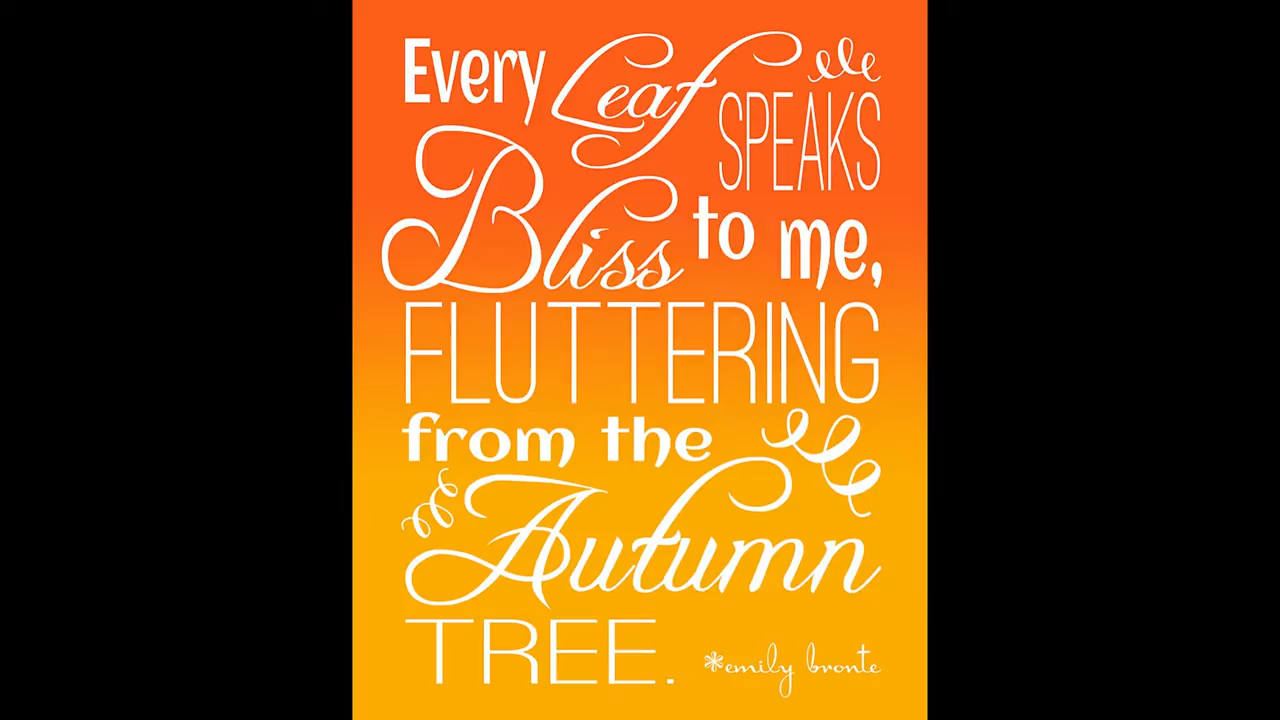 Every Leaf SPEAKS
Bliss to me,
FLUTTERING
from the
Autumn
TREE.
*emily bronte